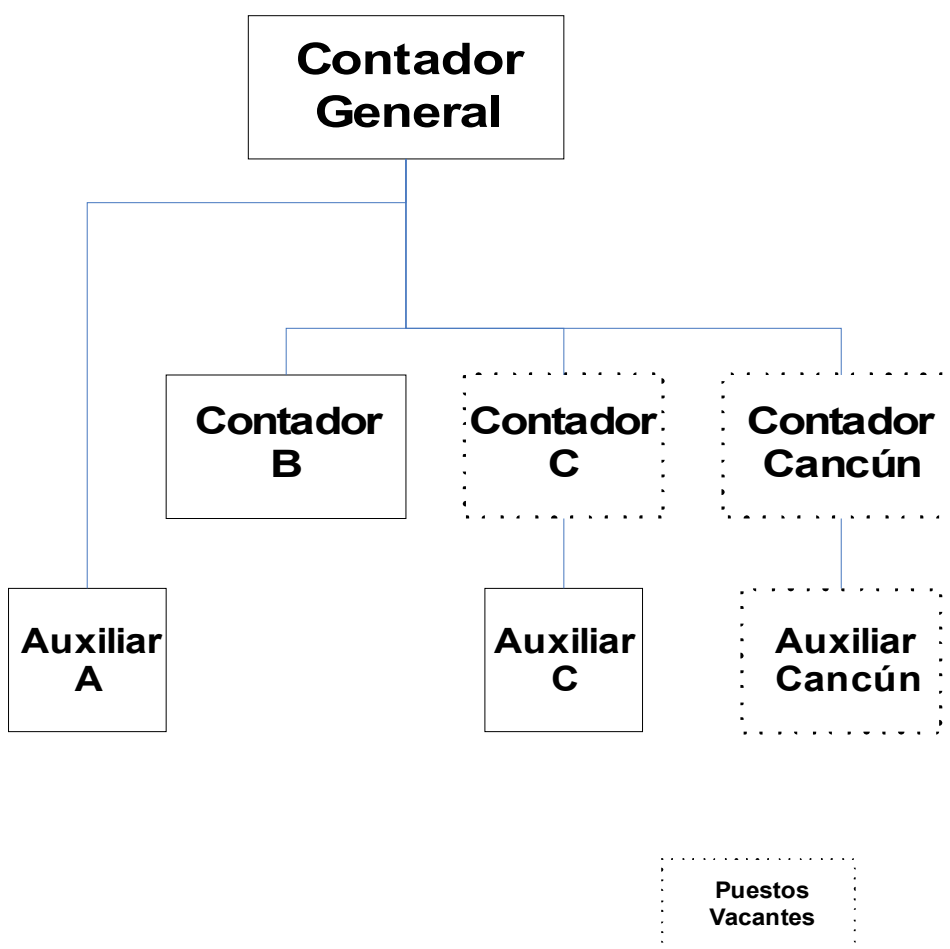 Contador
General
Contador
B
Contador
C
Contador
Cancún
Auxiliar
A
Auxiliar
C
Auxiliar
Cancún
Puestos
Vacantes